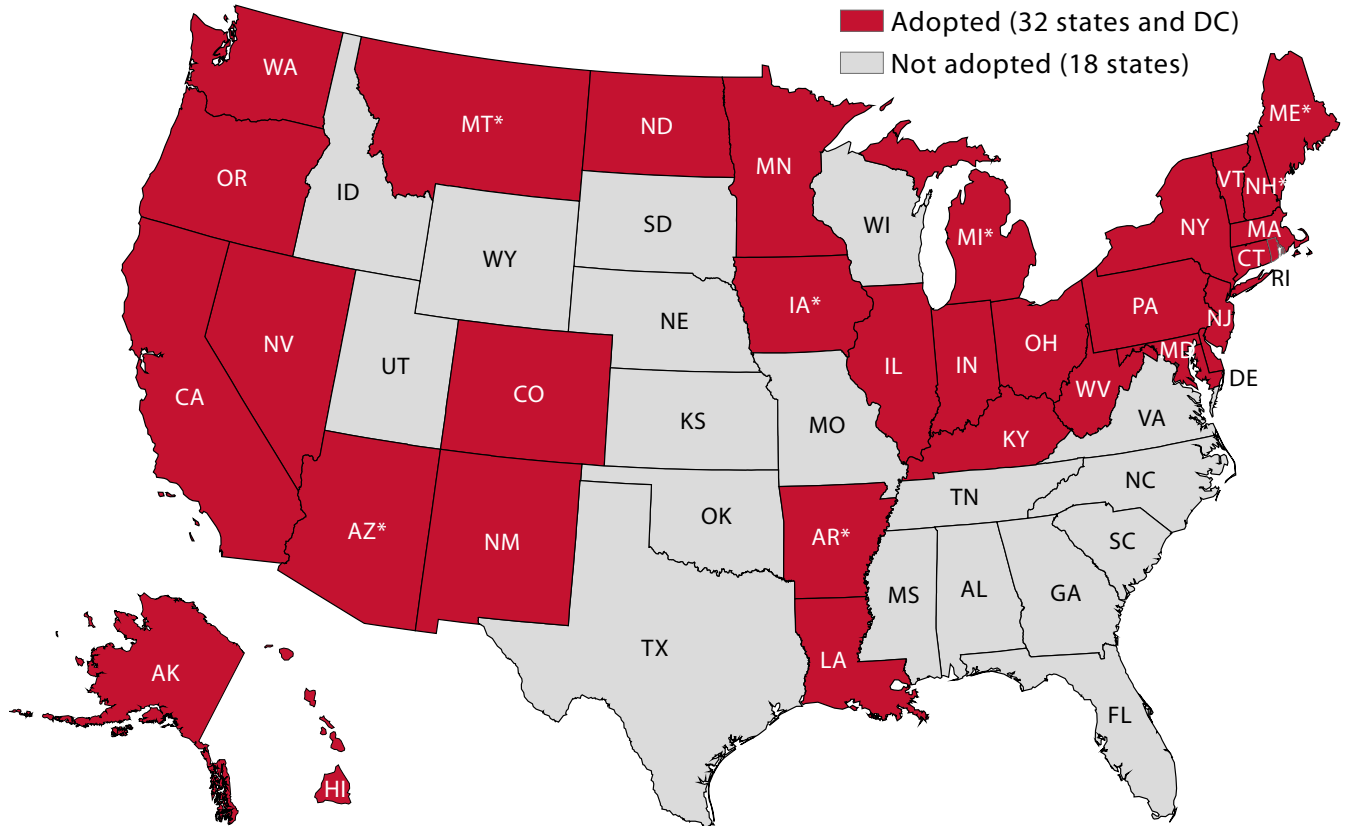 Adopted (32 states and DC)
Not adopted (18 states)
WA
MT*
ND
MN
ME*
OR
ID
SD
WI
MI*
VT
NH*
NY
MA
CT
RI
WY
IA*
NE
PA
NJ
NV
UT
CO
IL
IN
OH
MD
DE
CA
WV
KS
MO
KY
VA
AZ*
NM
OK
AR*
TN
NC
SC
MS
AL
GA
TX
LA
AK
FL
HI